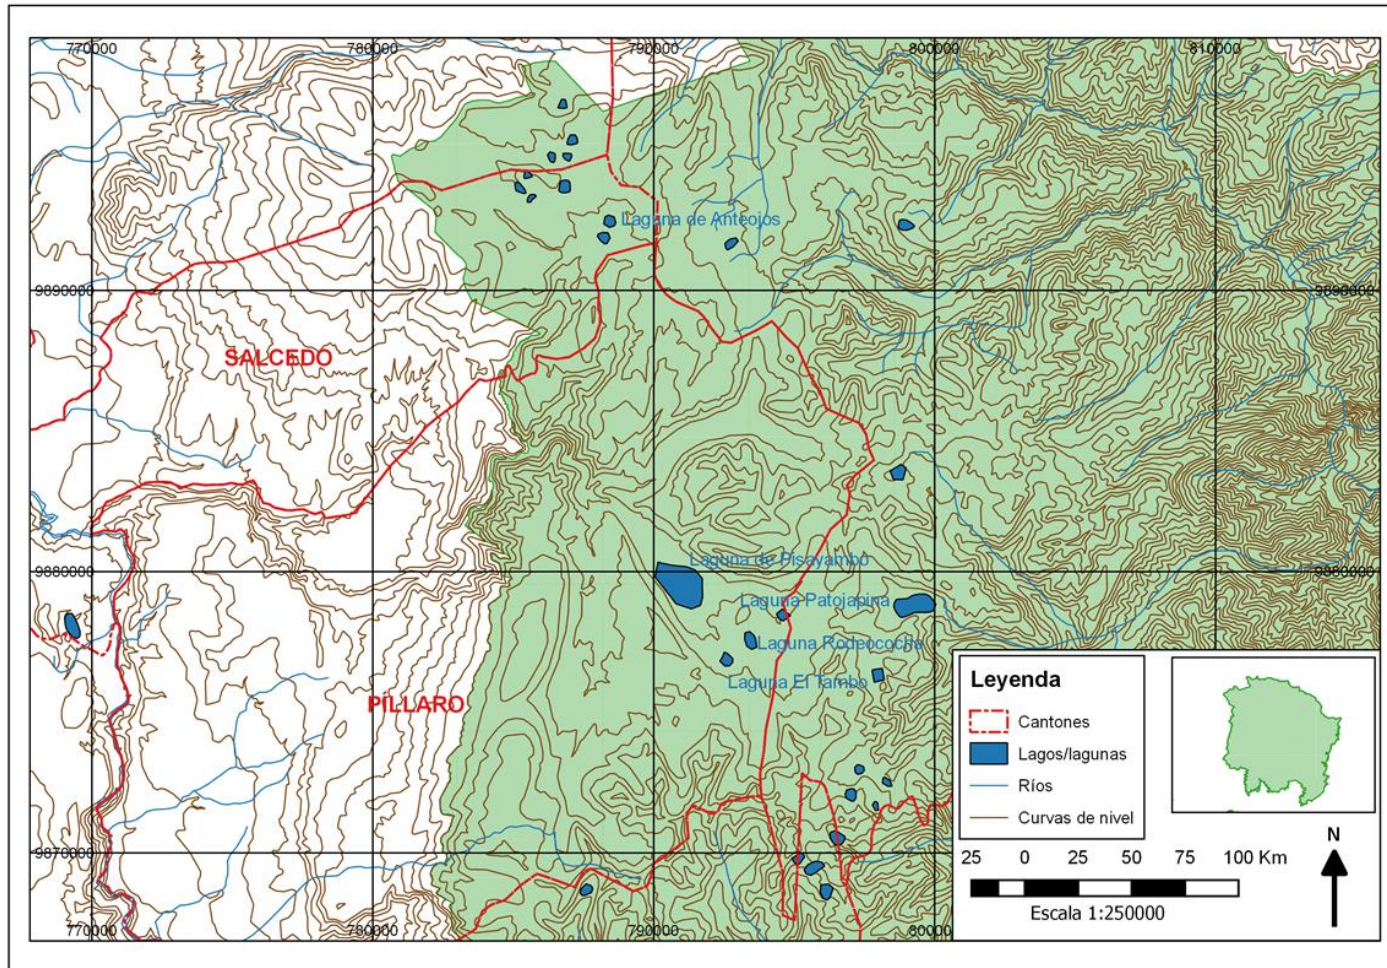 770000 780000 790000 800000 810000
Laguna de Anteojos
9890000 9890000
SALCEDO
Laguna de Pisayambo
9880000 9880000
Laguna Patojapina
Laguna Rodeococha
Laguna El Tambo
PÍLLARO
Leyenda
Cantones
Lagos/lagunas
Ríos
Curvas de nivel
N
9870000
25 0 25 50 75 100 Km
Escala 1:250000
770000 780000 790000 800000